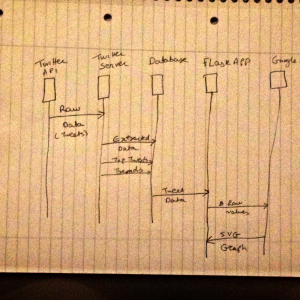 Twitter
API
Twitter
Server
Database
Flask APP
Google
Raw
Data
(Tweets)
Extracted
Data
Top Tweets
Trends
Tweet
Data
Raw
Values
SVG
Graph